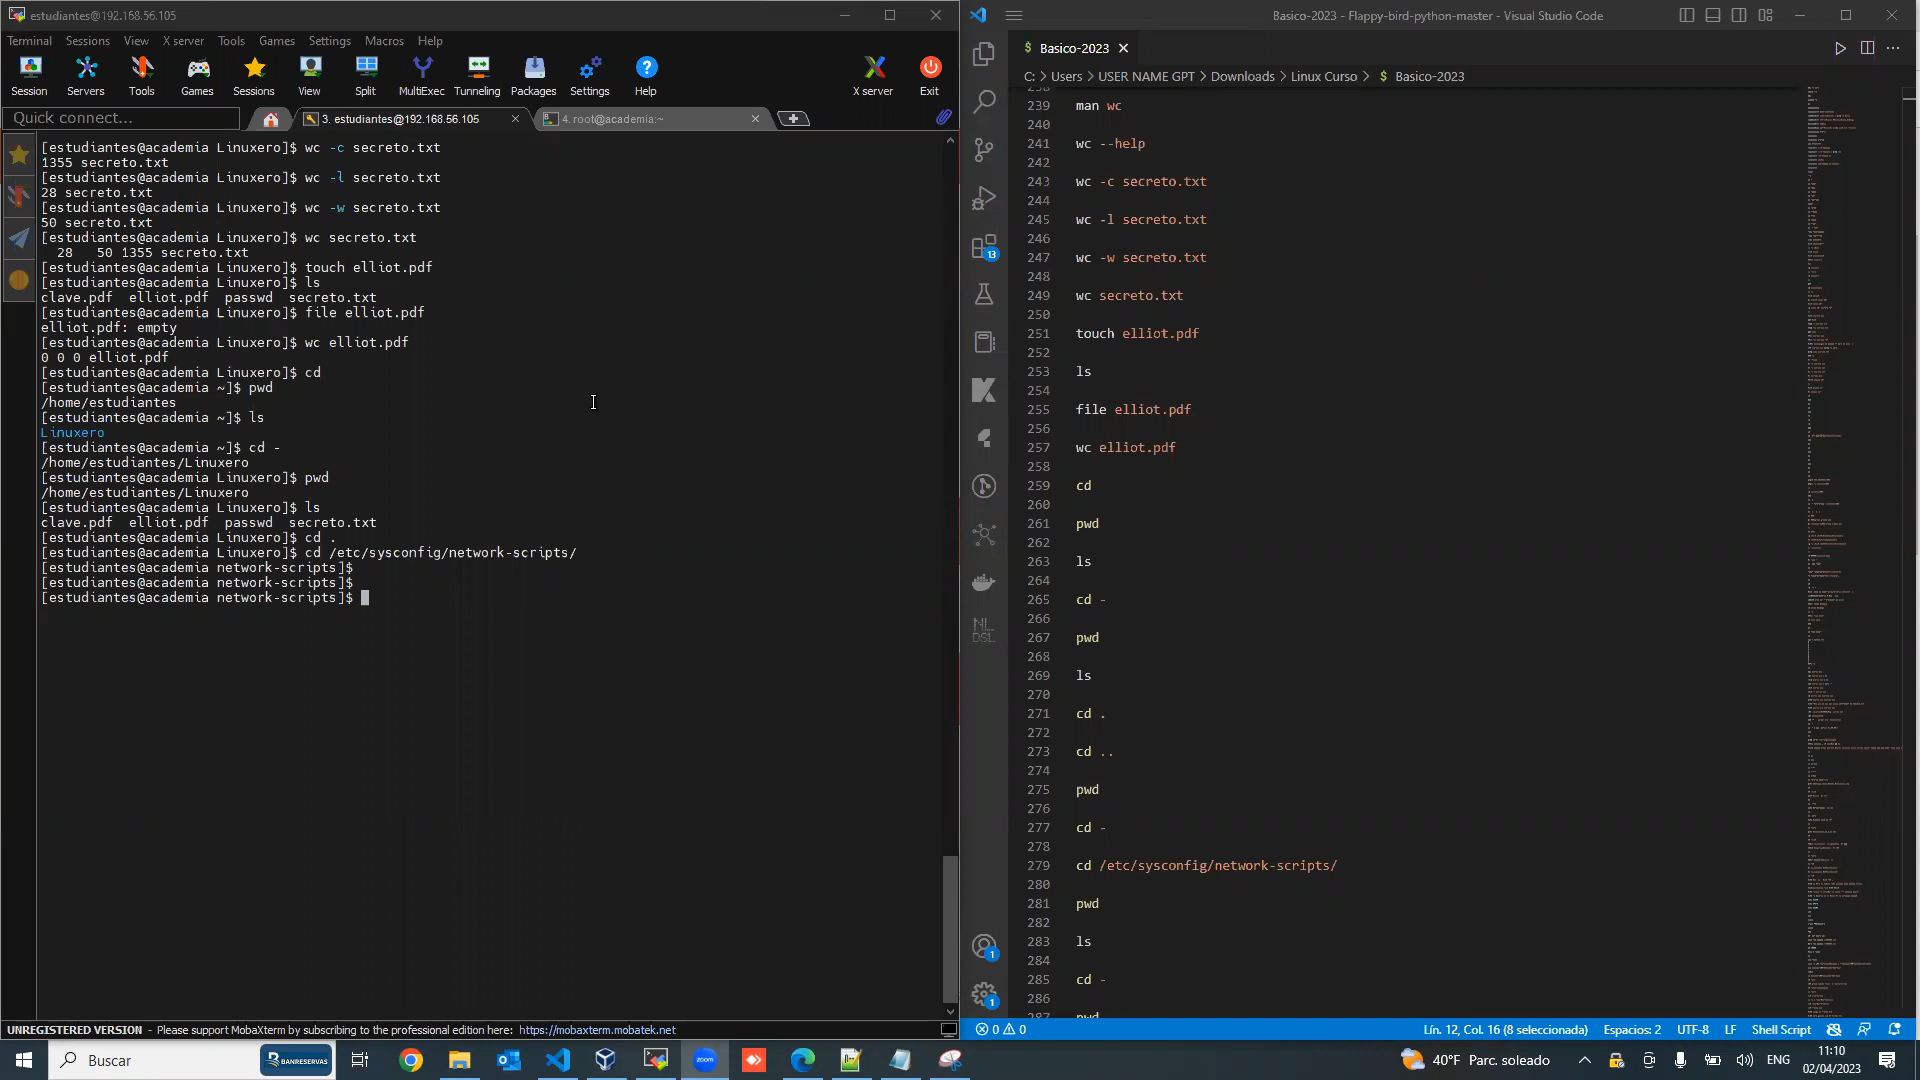 estudiantes@192.168.56.105
Terminal Sessions View X server Tools Games Settings Macros Help
Session Servers Tools Games Sessions View Split MultiExec Tunneling Packages Settings Help X server Exit
Quick connect...
3. estudiantes@192.168.56.105
4. root@academia:~
[estudiantes@academia Linuxero]$ wc -c secreto.txt
1355 secreto.txt
[estudiantes@academia Linuxero]$ wc -l secreto.txt
28 secreto.txt
[estudiantes@academia Linuxero]$ wc -w secreto.txt
50 secreto.txt
[estudiantes@academia Linuxero]$ wc secreto.txt
28 50 1355 secreto.txt
[estudiantes@academia Linuxero]$ touch elliot.pdf
[estudiantes@academia Linuxero]$ ls
clave.pdf elliot.pdf passwd secreto.txt
[estudiantes@academia Linuxero]$ file elliot.pdf
elliot.pdf: empty
[estudiantes@academia Linuxero]$ wc elliot.pdf
0 0 0 elliot.pdf
[estudiantes@academia Linuxero]$ cd
[estudiantes@academia ~]$ pwd
/home/estudiantes
[estudiantes@academia ~]$ ls
Linuxero
[estudiantes@academia ~]$ cd -
/home/estudiantes/Linuxero
[estudiantes@academia Linuxero]$ pwd
/home/estudiantes/Linuxero
[estudiantes@academia Linuxero]$ ls
clave.pdf elliot.pdf passwd secreto.txt
[estudiantes@academia Linuxero]$ cd .
[estudiantes@academia Linuxero]$ cd /etc/sysconfig/network-scripts/
[estudiantes@academia network-scripts]$
[estudiantes@academia network-scripts]$
[estudiantes@academia network-scripts]$
UNREGISTERED VERSION - Please support MobaXterm by subscribing to the professional edition here: https://mobaxterm.mobatek.net
Basico-2023 - Flappy-bird-python-master - Visual Studio Code
$ Basico-2023
C: > Users > USER NAME GPT > Downloads > Linux Curso > $ Basico-2023
239 man wc
240
241 wc --help
242
243 wc -c secreto.txt
244
245 wc -l secreto.txt
246
247 wc -w secreto.txt
248
249 wc secreto.txt
250
251 touch elliot.pdf
252
253 ls
254
255 file elliot.pdf
256
257 wc elliot.pdf
258
259 cd
260
261 pwd
262
263 ls
264
265 cd -
266
267 pwd
268
269 ls
270
271 cd .
272
273 cd ..
274
275 pwd
276
277 cd -
278
279 cd /etc/sysconfig/network-scripts/
280
281 pwd
282
283 ls
284
285 cd -
286
287 pwd
13
ML
DSL
1
1
0 0
Lín. 12, Col. 16 (8 seleccionada) Espacios: 2 UTF-8 LF Shell Script
Buscar
BANRESERVAS
zoom
40°F Parc. soleado
ENG
11:10
02/04/2023